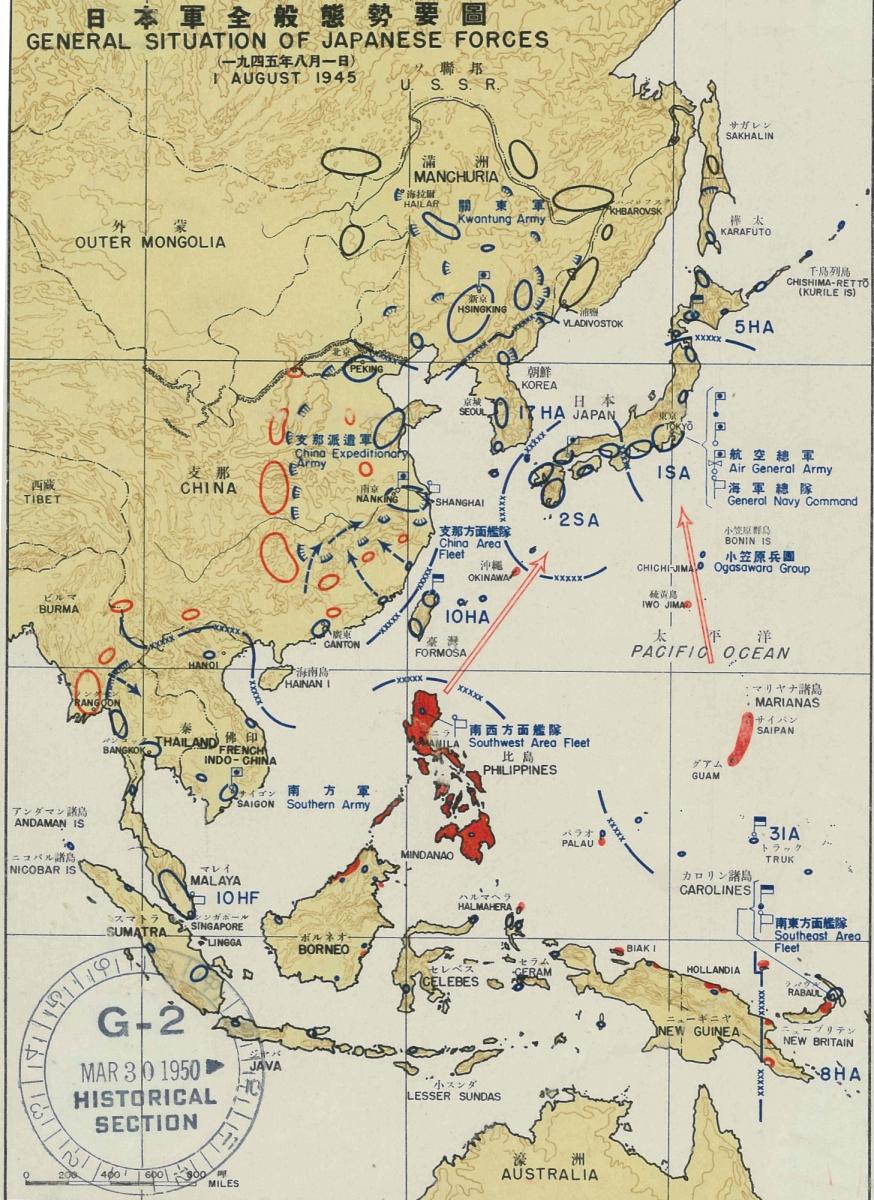 日本軍全般態勢要圖
GENERAL SITUATION OF JAPANESE FORCES
(一九四五年八月一日)
1 AUGUST 1945
ソ聯邦
U. S. S. R.
サガレン
SAKHALIN
滿洲
MANCHURIA
海拉爾
HAILAR
關東軍
Kwantung Army
ハバロフスク
KHBAROVSK
樺太
KARAFUTO
外蒙
OUTER MONGOLIA
千島列島
CHISHIMA-RETTŌ
(KURILE IS)
新京
HSINGKING
浦鹽
VLADIVOSTOK
5HA
北京
PEKING
朝鮮
KOREA
京城
SEOUL
17HA
日本
JAPAN
東京
TOKYŌ
支那派遣軍
China Expeditionary
Army
航空總軍
Air General Army
1SA
海軍總隊
General Navy Command
西藏
TIBET
支那
CHINA
南京
NANKING
SHANGHAI
2SA
支那方面艦隊
China Area
Fleet
小笠原群島
BONIN IS
小笠原兵團
CHICHI-JIMA
Ogasawara Group
沖繩
OKINAWA
硫黃島
IWO JIMA
ビルマ
BURMA
10HA
廣東
CANTON
臺灣
FORMOSA
太平洋
PACIFIC OCEAN
HANOI
海南島
HAINAN I
ラングーン
RANGOON
マリヤナ諸島
MARIANAS
サイパン
SAIPAN
グアム
GUAM
南西方面艦隊
Southwest Area Fleet
マニラ
MANILA
比島
PHILIPPINES
バンコック
BANGKOK
泰
THAILAND
佛印
FRENCH
INDO-CHINA
サイゴン
SAIGON
南方軍
Southern Army
アンダマン諸島
ANDAMAN IS
パラオ
PALAU
31A
トラック
TRUK
MINDANAO
ニコバル諸島
NICOBAR IS
マレイ
MALAYA
カロリン諸島
CAROLINES
10HF
ハルマヘラ
HALMAHERA
スマトラ
SUMATRA
シンガポール
SINGAPORE
LINGGA
ボルネオ
BORNEO
南東方面艦隊
Southeast Area
Fleet
BIAK I
セレベス
CELEBES
セラム
CERAM
HOLLANDIA
ラバウル
RABAUL
ニューギニヤ
NEW GUINEA
ニューブリテン
NEW BRITAIN
G-2
MAR 30 1950
HISTORICAL
SECTION
ジャバ
JAVA
小スンダ
LESSER SUNDAS
8HA
濠洲
AUSTRALIA
0 200 400 600 800 哩
MILES